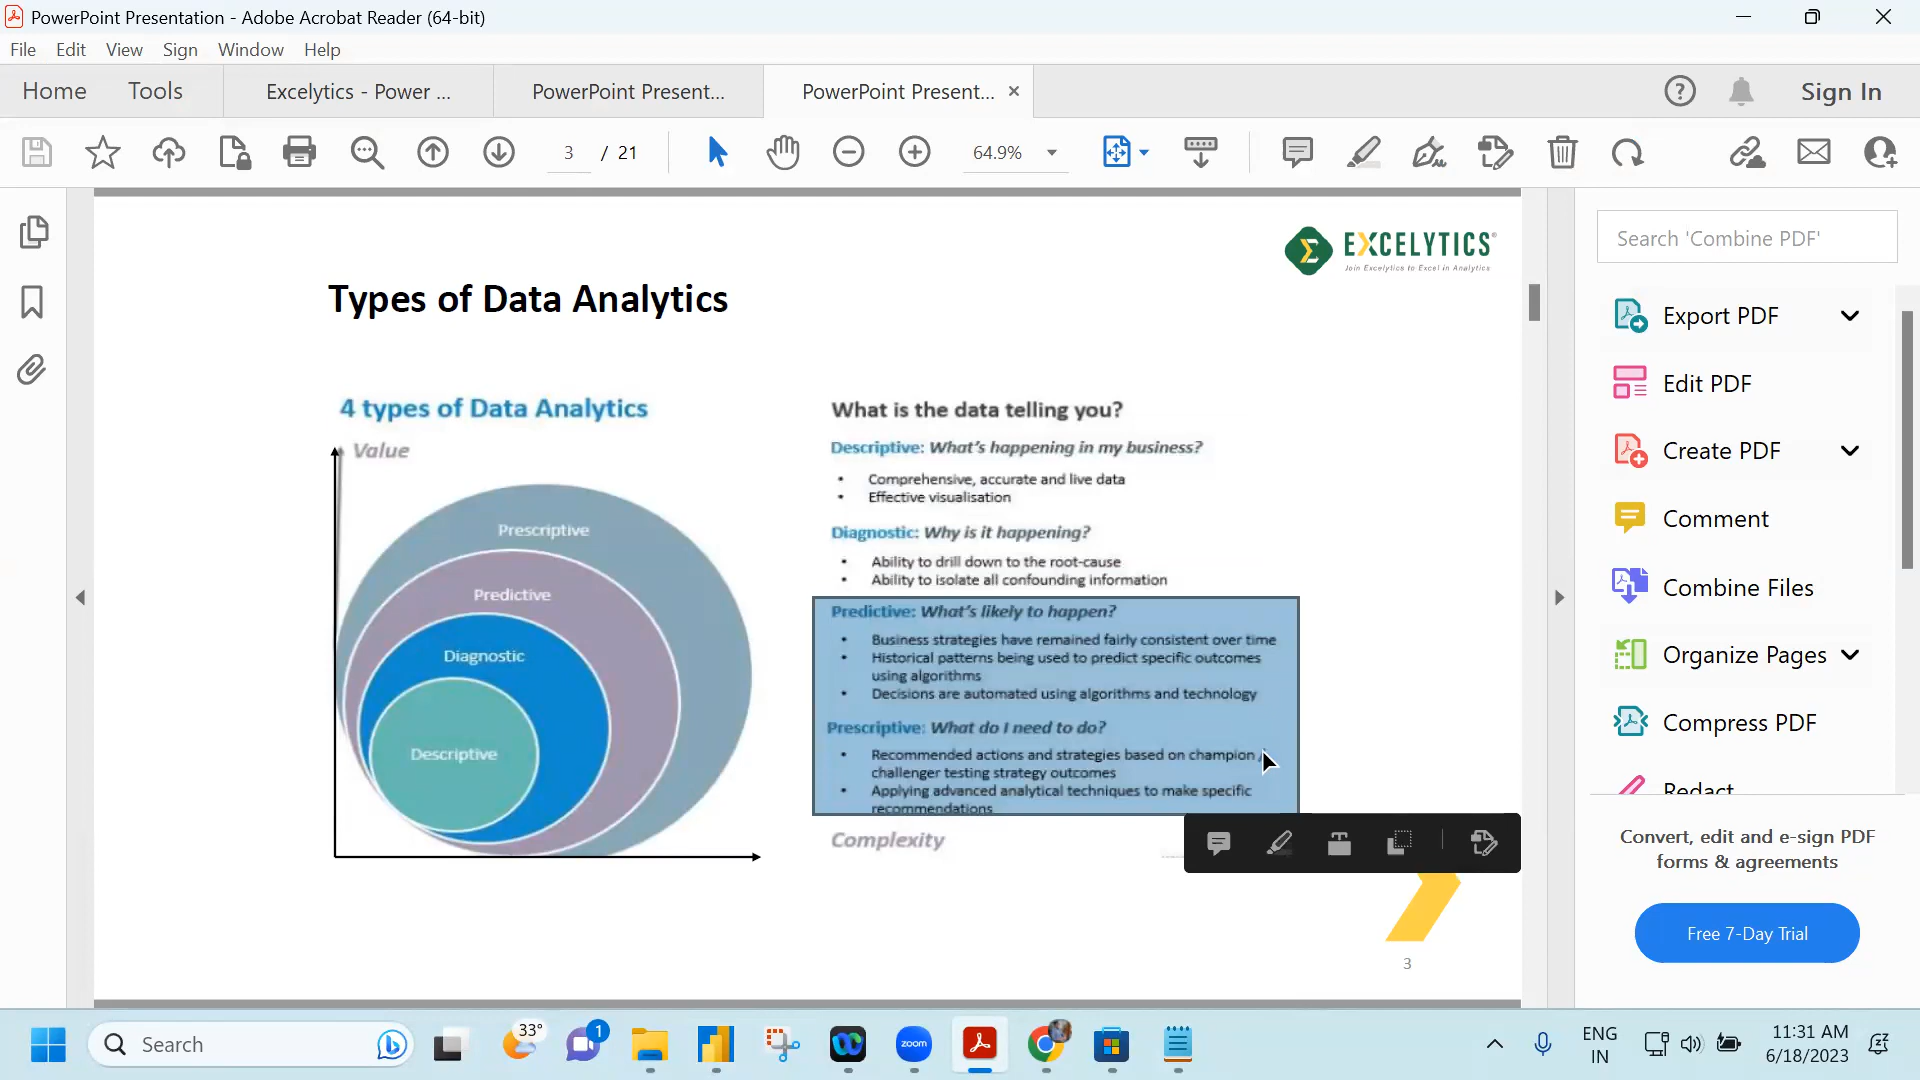 PowerPoint Presentation - Adobe Acrobat Reader (64-bit)
File Edit View Sign Window Help
Home Tools Excelytics - Power ... PowerPoint Present... PowerPoint Present... Sign In
3 / 21 64.9%
EXCELYTICS
Join Excelytics to Excel in Analytics
Types of Data Analytics
4 types of Data Analytics
Value
Prescriptive
Predictive
Diagnostic
Descriptive
What is the data telling you?
Descriptive: What's happening in my business?
• Comprehensive, accurate and live data
• Effective visualisation
Diagnostic: Why is it happening?
• Ability to drill down to the root-cause
• Ability to isolate all confounding information
Predictive: What's likely to happen?
• Business strategies have remained fairly consistent over time
• Historical patterns being used to predict specific outcomes
using algorithms
• Decisions are automated using algorithms and technology
Prescriptive: What do I need to do?
• Recommended actions and strategies based on champion /
challenger testing strategy outcomes
• Applying advanced analytical techniques to make specific
recommendations
Complexity
3
Search 'Combine PDF'
Export PDF
Edit PDF
Create PDF
Comment
Combine Files
Organize Pages
Compress PDF
Redact
Convert, edit and e-sign PDF
forms & agreements
Free 7-Day Trial
Search
33°
1
zoom
ENG
IN
11:31 AM
6/18/2023